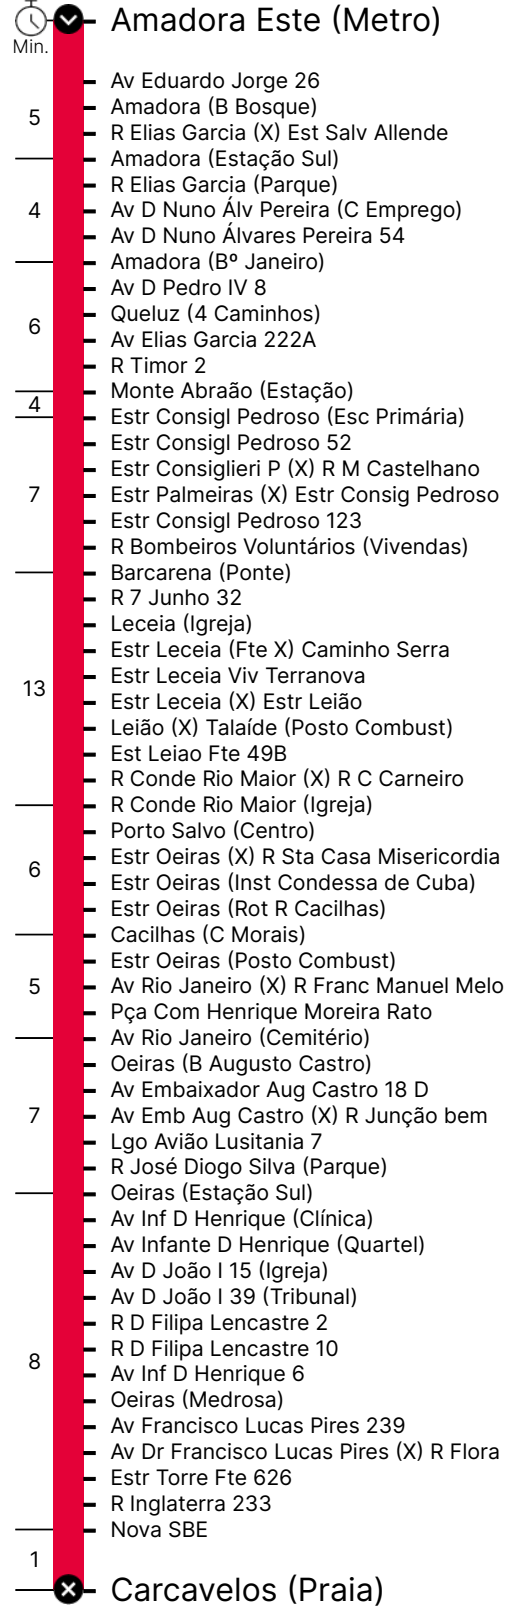 Amadora Este (Metro)
Min.
Av Eduardo Jorge 26
Amadora (B Bosque)
5
R Elias Garcia (X) Est Salv Allende
Amadora (Estação Sul)
R Elias Garcia (Parque)
4
Av D Nuno Álv Pereira (C Emprego)
Av D Nuno Álvares Pereira 54
Amadora (Bº Janeiro)
Av D Pedro IV 8
Queluz (4 Caminhos)
6
Av Elias Garcia 222A
R Timor 2
Monte Abraão (Estação)
4
Estr Consigl Pedroso (Esc Primária)
Estr Consigl Pedroso 52
Estr Consiglieri P (X) R M Castelhano
7
Estr Palmeiras (X) Estr Consig Pedroso
Estr Consigl Pedroso 123
R Bombeiros Voluntários (Vivendas)
Barcarena (Ponte)
R 7 Junho 32
Leceia (Igreja)
Estr Leceia (Fte X) Caminho Serra
Estr Leceia Viv Terranova
13
Estr Leceia (X) Estr Leião
Leião (X) Talaíde (Posto Combust)
Est Leiao Fte 49B
R Conde Rio Maior (X) R C Carneiro
R Conde Rio Maior (Igreja)
Porto Salvo (Centro)
Estr Oeiras (X) R Sta Casa Misericordia
6
Estr Oeiras (Inst Condessa de Cuba)
Estr Oeiras (Rot R Cacilhas)
Cacilhas (C Morais)
Estr Oeiras (Posto Combust)
5
Av Rio Janeiro (X) R Franc Manuel Melo
Pça Com Henrique Moreira Rato
Av Rio Janeiro (Cemitério)
Oeiras (B Augusto Castro)
Av Embaixador Aug Castro 18 D
7
Av Emb Aug Castro (X) R Junção bem
Lgo Avião Lusitania 7
R José Diogo Silva (Parque)
Oeiras (Estação Sul)
Av Inf D Henrique (Clínica)
Av Infante D Henrique (Quartel)
Av D João I 15 (Igreja)
Av D João I 39 (Tribunal)
R D Filipa Lencastre 2
R D Filipa Lencastre 10
8
Av Inf D Henrique 6
Oeiras (Medrosa)
Av Francisco Lucas Pires 239
Av Dr Francisco Lucas Pires (X) R Flora
Estr Torre Fte 626
R Inglaterra 233
Nova SBE
1
Carcavelos (Praia)